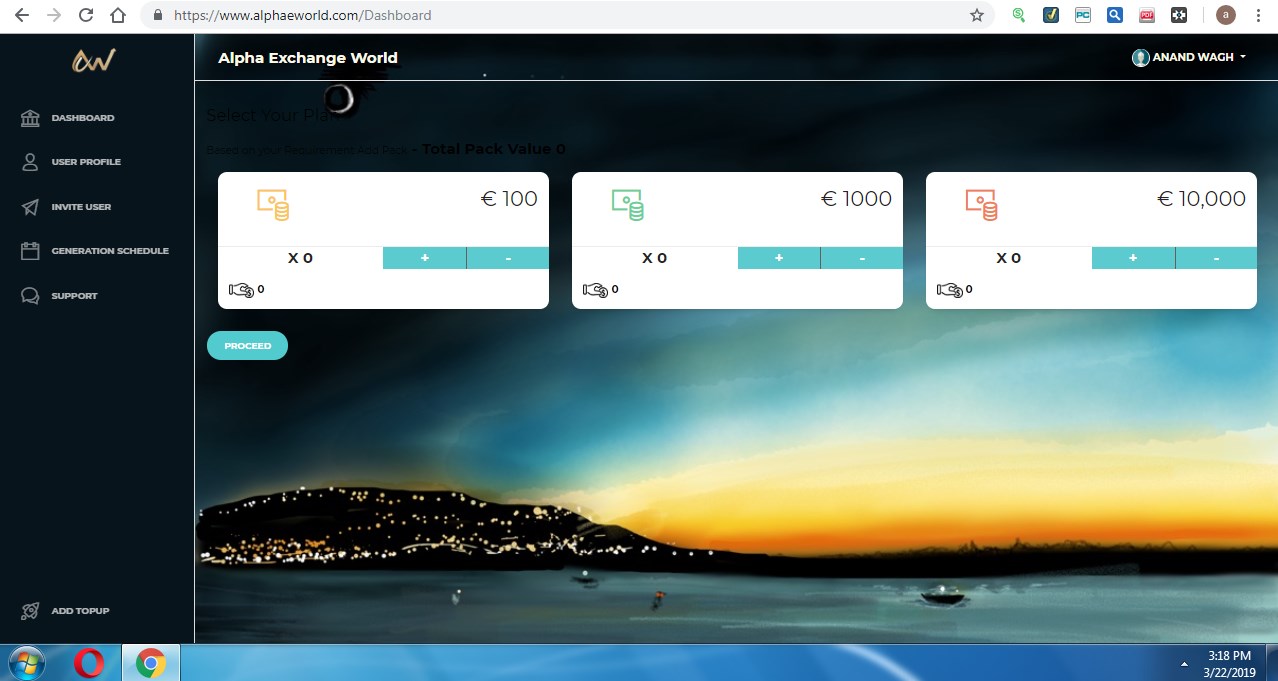 https://www.alphaeworld.com/Dashboard
PC
PDF
a
Alpha Exchange World
ANAND WAGH
DASHBOARD
USER PROFILE
INVITE USER
GENERATION SCHEDULE
SUPPORT
ADD TOPUP
Select Your Plan
Based on your Requirement Add Pack - Total Pack Value 0
€ 100
€ 1000
€ 10,000
X 0 + -
X 0 + -
X 0 + -
0
0
0
PROCEED
3:18 PM
3/22/2019